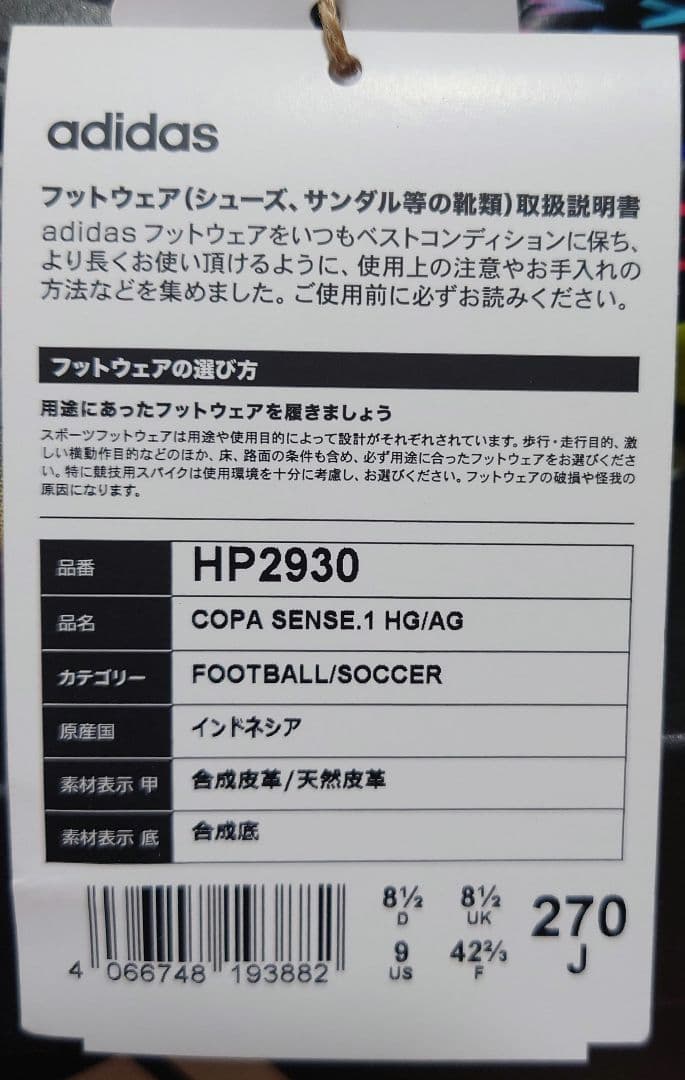 adidas
フットウェア(シューズ、サンダル等の靴類)取扱説明書
adidas フットウェアをいつもベストコンディションに保ち、
より長くお使い頂けるように、使用上の注意やお手入れの
方法などを集めました。ご使用前に必ずお読みください。
フットウェアの選び方
用途にあったフットウェアを履きましょう
スポーツフットウェアは用途や使用目的によって設計がそれぞれされています。歩行・走行目的、激
しい横動作目的などのほか、床、路面の条件も含め、必ず用途に合ったフットウェアをお選びくださ
い。特に競技用スパイクは使用環境を十分に考慮し、お選びください。フットウェアの破損や怪我の
原因になります。
品番 HP2930
品名 COPA SENSE.1 HG/AG
カテゴリー FOOTBALL/SOCCER
原産国 インドネシア
素材表示 甲 合成皮革/天然皮革
素材表示 底 合成底
8½ 8½ 270
D UK J
9 42⅔
US F
4 066748 193882